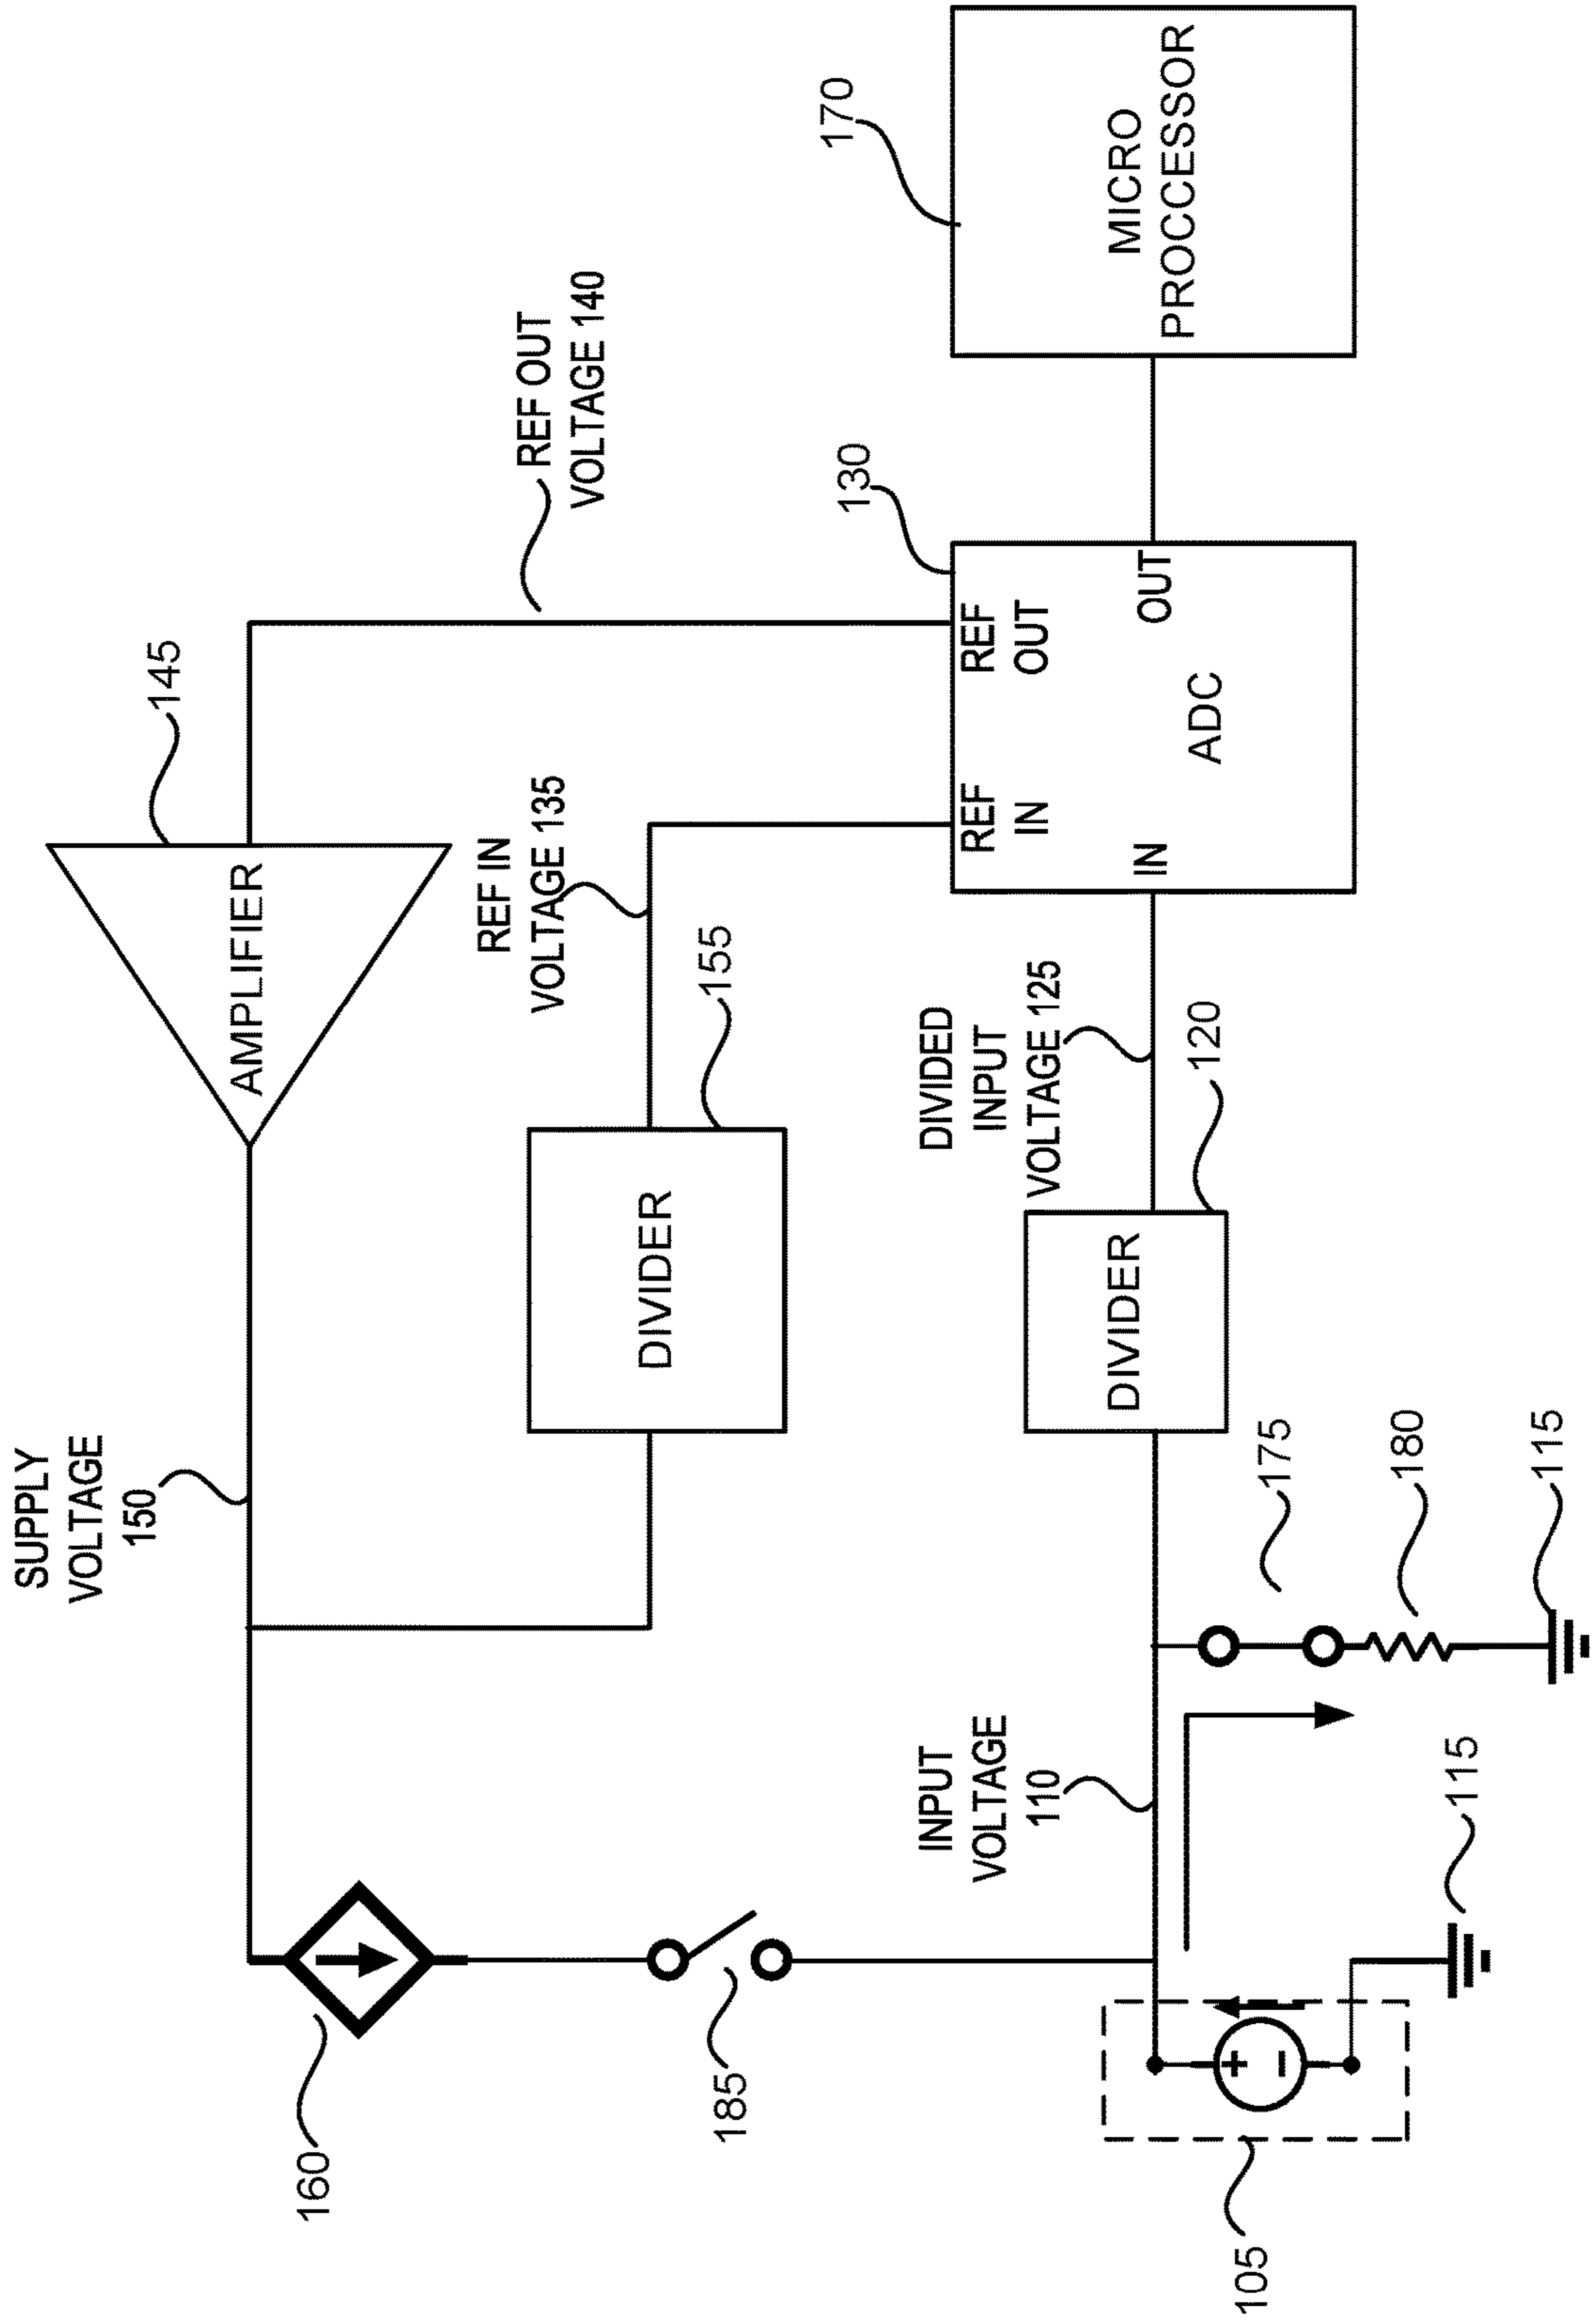 SUPPLY
VOLTAGE
150
AMPLIFIER
145
REF OUT
VOLTAGE 140
160
185
DIVIDER
155
REF IN
VOLTAGE 135
170
MICRO
PROCCESSOR
130
REF
IN
REF
OUT
IN
OUT
ADC
INPUT
VOLTAGE
110
DIVIDED
INPUT
VOLTAGE 125
DIVIDER
120
175
180
115
115
105
+
−